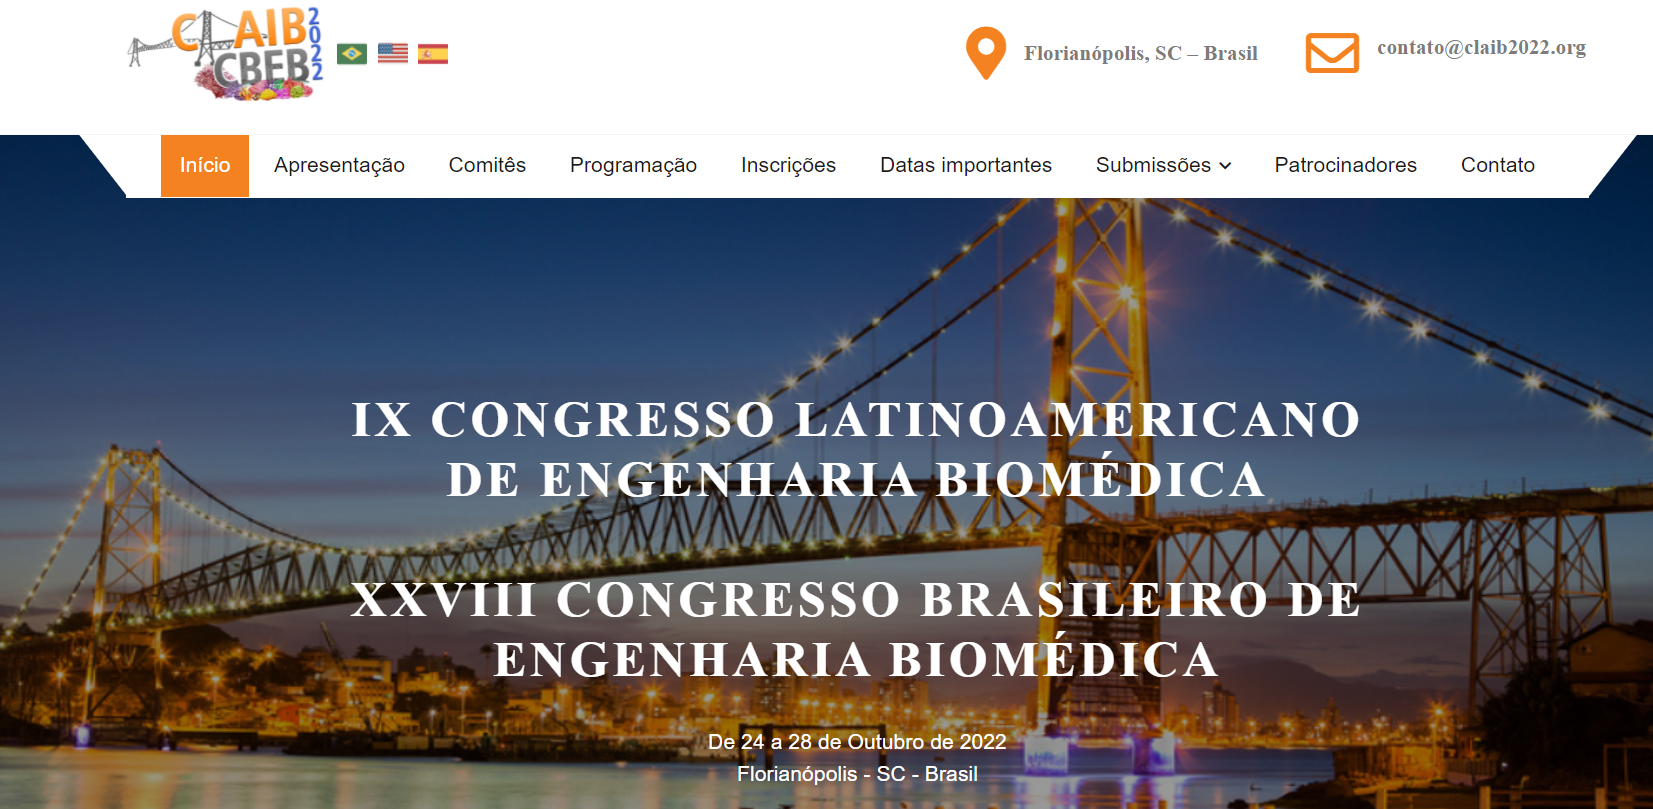 CLAIB
CBEB
2022
Florianópolis, SC – Brasil
contato@claib2022.org
Início
Apresentação
Comitês
Programação
Inscrições
Datas importantes
Submissões
Patrocinadores
Contato
IX CONGRESSO LATINOAMERICANO
DE ENGENHARIA BIOMÉDICA
XXVIII CONGRESSO BRASILEIRO DE
ENGENHARIA BIOMÉDICA
De 24 a 28 de Outubro de 2022
Florianópolis - SC - Brasil